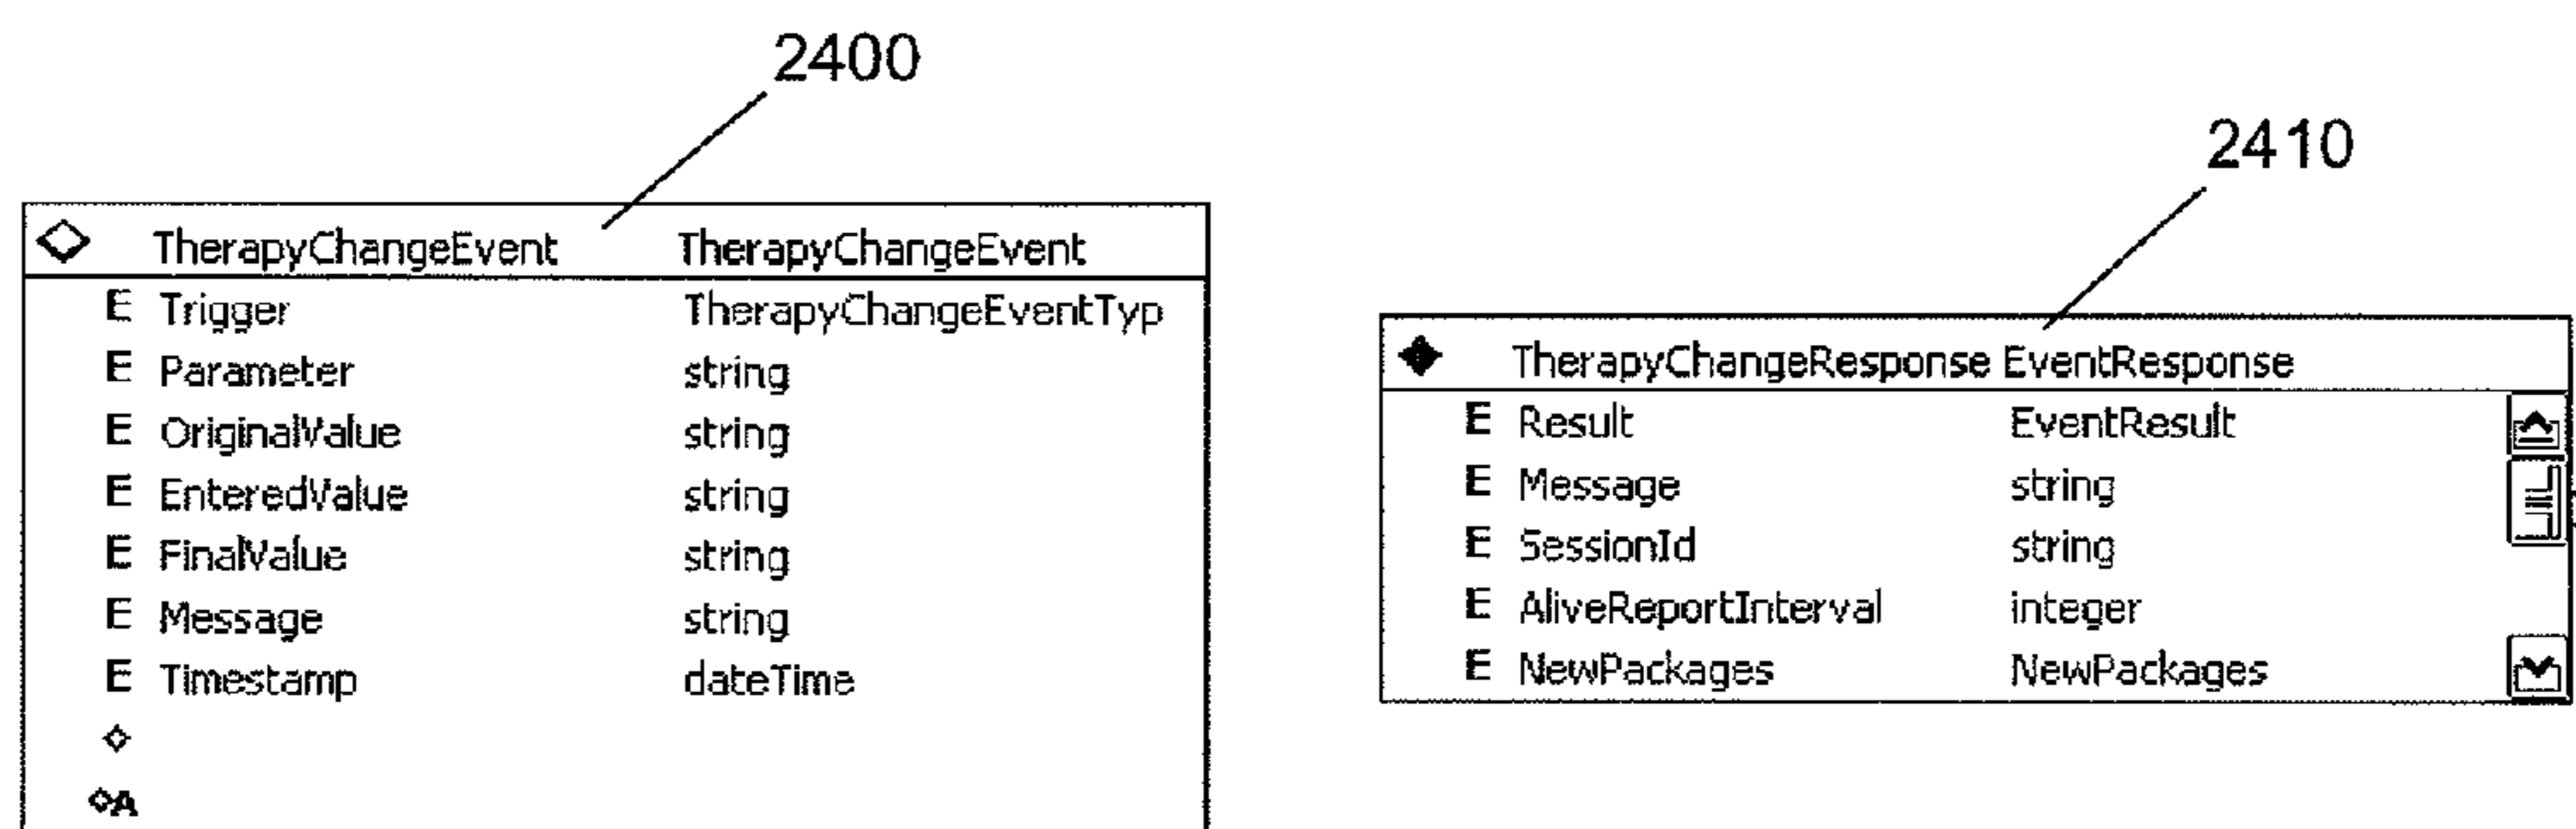 2400
TherapyChangeEvent TherapyChangeEvent
E Trigger TherapyChangeEventTyp
E Parameter string
E OriginalValue string
E EnteredValue string
E FinalValue string
E Message string
E Timestamp dateTime
A
2410
TherapyChangeResponse EventResponse
E Result EventResult
E Message string
E SessionId string
E AliveReportInterval integer
E NewPackages NewPackages